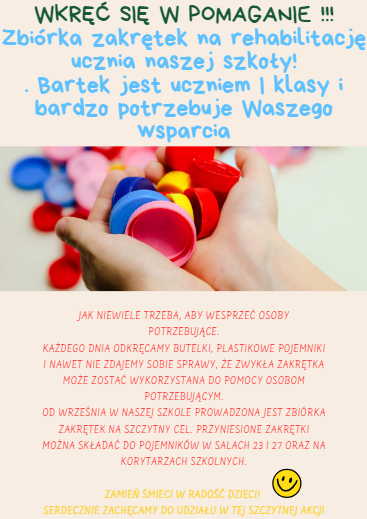 WKRĘĆ SIĘ W POMAGANIE !!!
Zbiórka zakrętek na rehabilitację
ucznia naszej szkoły!
. Bartek jest uczniem I klasy i
bardzo potrzebuje Waszego
wsparcia
JAK NIEWIELE TRZEBA, ABY WESPRZEĆ OSOBY
POTRZEBUJĄCE.
KAŻDEGO DNIA ODKRĘCAMY BUTELKI, PLASTIKOWE POJEMNIKI
I NAWET NIE ZDAJEMY SOBIE SPRAWY, ŻE ZWYKŁA ZAKRĘTKA
MOŻE ZOSTAĆ WYKORZYSTANA DO POMOCY OSOBOM
POTRZEBUJĄCYM.
OD WRZEŚNIA W NASZEJ SZKOLE PROWADZONA JEST ZBIÓRKA
ZAKRĘTEK NA SZCZYTNY CEL. PRZYNIESIONE ZAKRĘTKI
MOŻNA SKŁADAĆ DO POJEMNIKÓW W SALACH 23 I 27 ORAZ NA
KORYTARZACH SZKOLNYCH.
ZAMIEŃ ŚMIECI W RADOŚĆ DZIECI!
SERDECZNIE ZACHĘCAMY DO UDZIAŁU W TEJ SZCZYTNEJ AKCJI